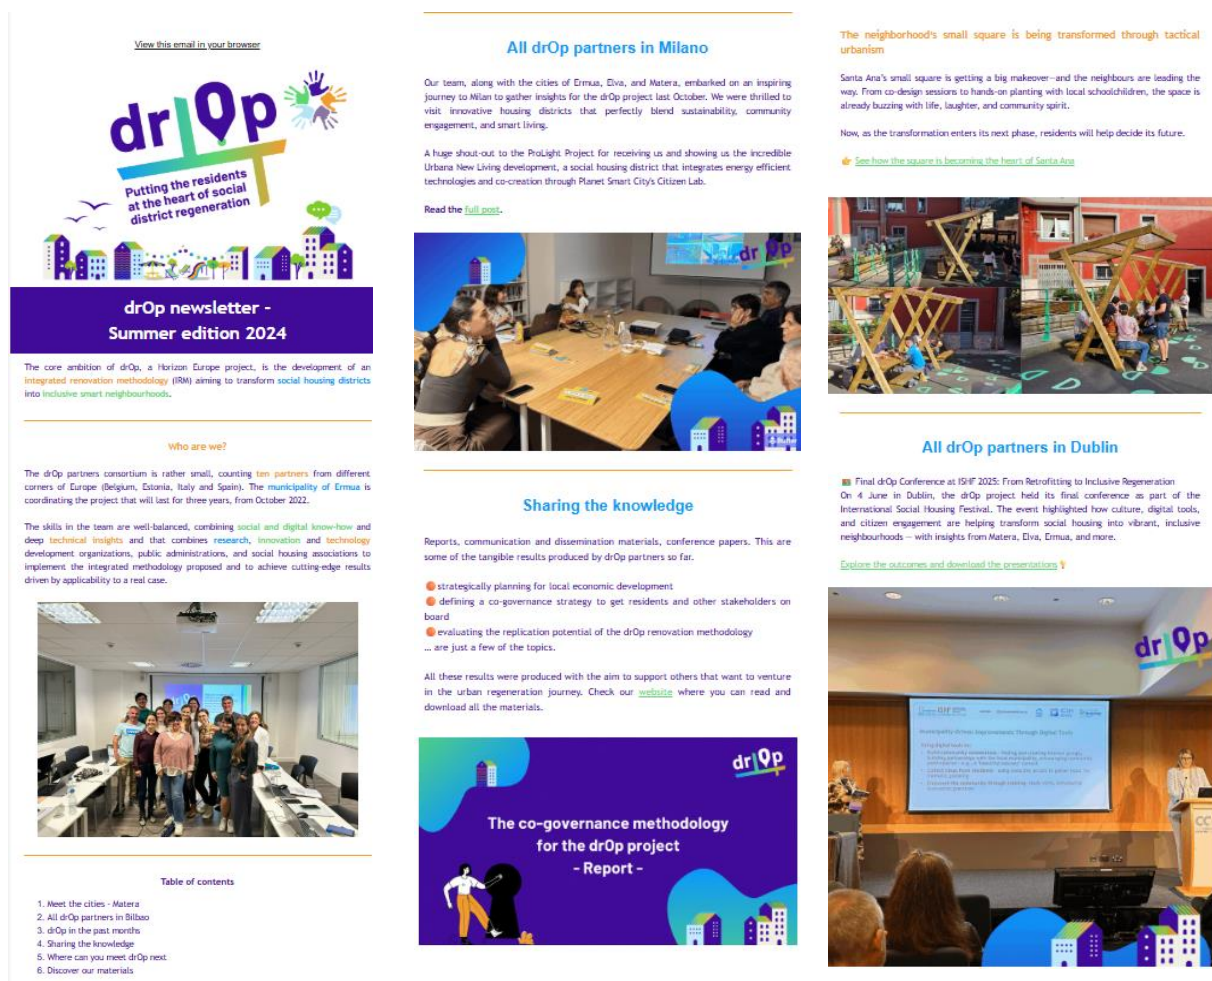 View this email in your browser
drOp
Putting the residents
at the heart of social
district regeneration
drOp newsletter -
Summer edition 2024
The core ambition of drOp, a Horizon Europe project, is the development of an
integrated renovation methodology (IRM) aiming to transform social housing districts
into inclusive smart neighbourhoods.
Who are we?
The drOp partners consortium is rather small, counting ten partners from different
corners of Europe (Belgium, Estonia, Italy and Spain). The municipality of Ermua is
coordinating the project that will last for three years, from October 2022.
The skills in the team are well-balanced, combining social and digital know-how and
deep technical insights and that combines research, innovation and technology
development organizations, public administrations, and social housing associations to
implement the integrated methodology proposed and to achieve cutting-edge results
driven by applicability to a real case.
drOp
Table of contents
1. Meet the cities - Matera
2. All drOp partners in Bilbao
3. drOp in the past months
4. Sharing the knowledge
5. Where can you meet drOp next
6. Discover our materials
All drOp partners in Milano
Our team, along with the cities of Ermua, Elva, and Matera, embarked on an inspiring
journey to Milan to gather insights for the drOp project last October. We were thrilled to
visit innovative housing districts that perfectly blend sustainability, community
engagement, and smart living.
A huge shout-out to the ProLight Project for receiving us and showing us the incredible
Urbana New Living development, a social housing district that integrates energy efficient
technologies and co-creation through Planet Smart City's Citizen Lab.
Read the full post.
drOp
Sharing the knowledge
Reports, communication and dissemination materials, conference papers. This are
some of the tangible results produced by drOp partners so far.
strategically planning for local economic development
defining a co-governance strategy to get residents and other stakeholders on
board
evaluating the replication potential of the drOp renovation methodology
... are just a few of the topics.
All these results were produced with the aim to support others that want to venture
in the urban regeneration journey. Check our website where you can read and
download all the materials.
drOp
The co-governance methodology
for the drOp project
- Report -
The neighborhood's small square is being transformed through tactical
urbanism
Santa Ana's small square is getting a big makeover—and the neighbours are leading the
way. From co-design sessions to hands-on planting with local schoolchildren, the space is
already buzzing with life, laughter, and community spirit.
Now, as the transformation enters its next phase, residents will help decide its future.
See how the square is becoming the heart of Santa Ana
All drOp partners in Dublin
Final drOp Conference at ISHF 2025: From Retrofitting to Inclusive Regeneration
On 4 June in Dublin, the drOp project held its final conference as part of the
International Social Housing Festival. The event highlighted how culture, digital tools,
and citizen engagement are helping transform social housing into vibrant, inclusive
neighbourhoods — with insights from Matera, Elva, Ermua, and more.
Explore the outcomes and download the presentations
drOp
Municipality-Driven Improvements Through Digital Tools